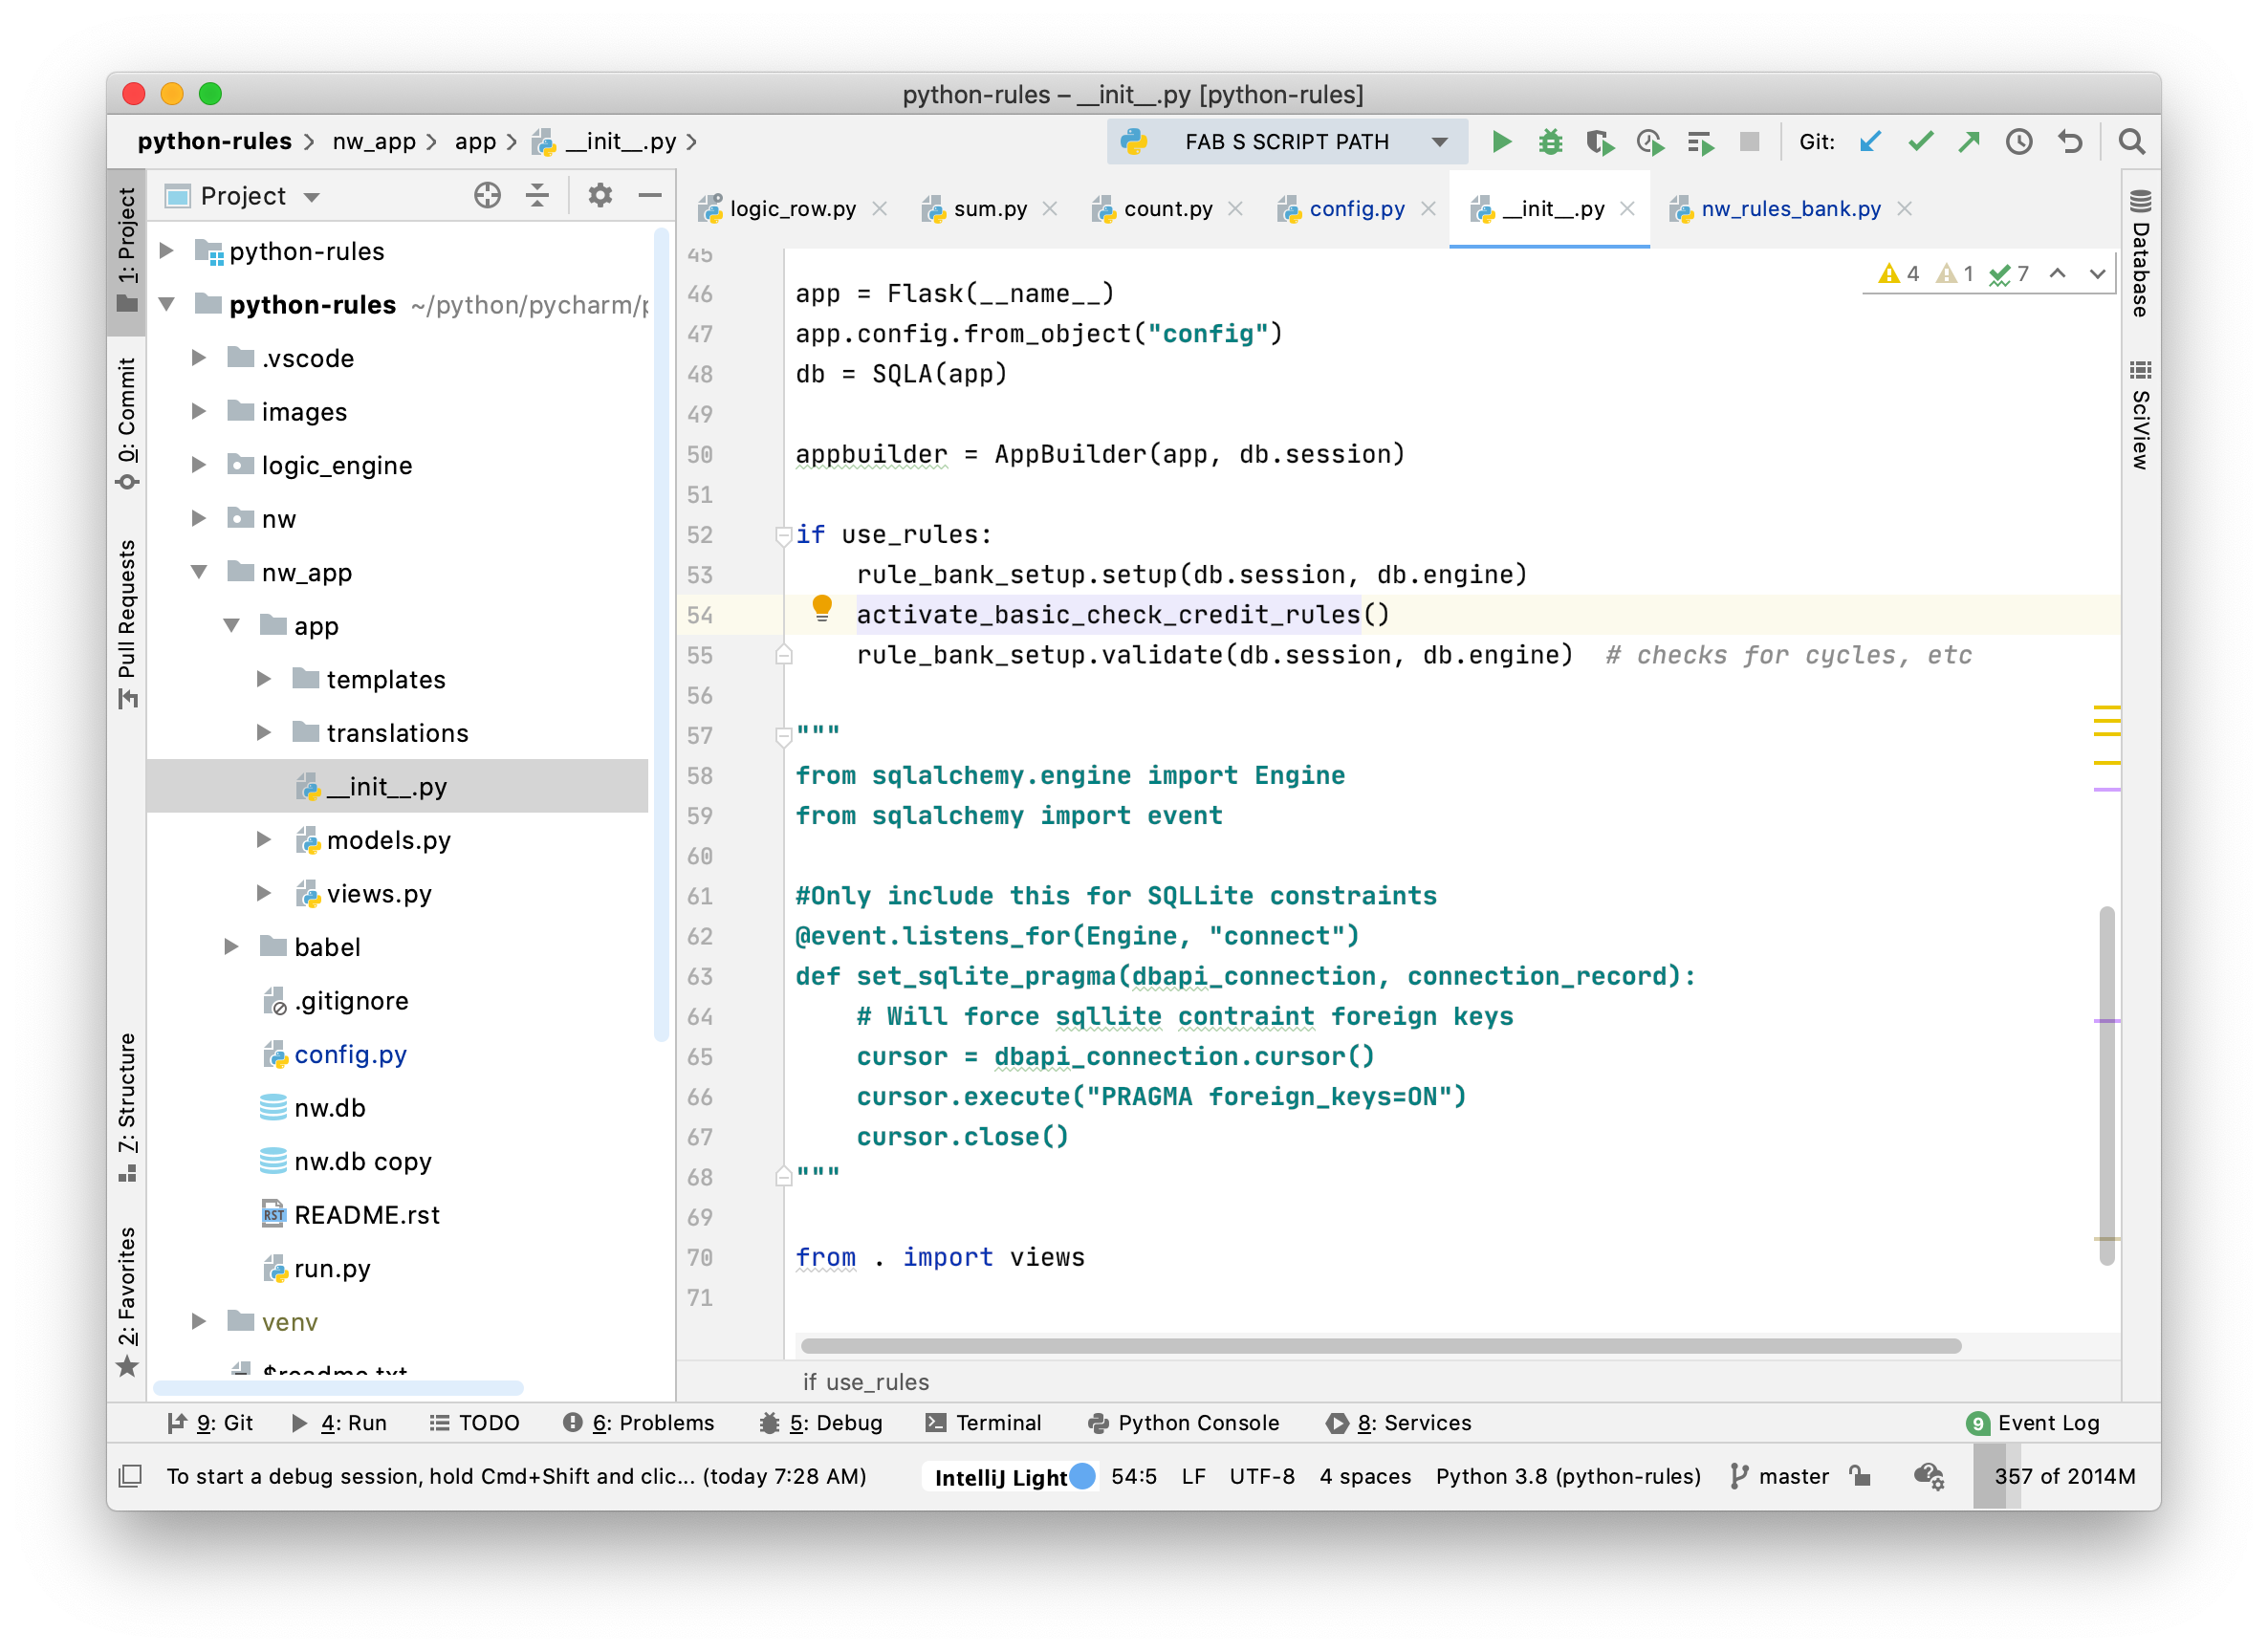 python-rules – __init__.py [python-rules]
python-rules nw_app app __init__.py
FAB S SCRIPT PATH
Git:
1: Project
0: Commit
Pull Requests
7: Structure
2: Favorites
Project
python-rules
python-rules ~/python/pycharm/p
.vscode
images
logic_engine
nw
nw_app
app
templates
translations
__init__.py
models.py
views.py
babel
.gitignore
config.py
nw.db
nw.db copy
RST README.rst
run.py
venv
$readme.txt
logic_row.py sum.py count.py config.py __init__.py nw_rules_bank.py
4 1 7
45
46 app = Flask(__name__)
47 app.config.from_object("config")
48 db = SQLA(app)
49
50 appbuilder = AppBuilder(app, db.session)
51
52 if use_rules:
53 rule_bank_setup.setup(db.session, db.engine)
54 activate_basic_check_credit_rules()
55 rule_bank_setup.validate(db.session, db.engine)  # checks for cycles, etc
56
57 """
58 from sqlalchemy.engine import Engine
59 from sqlalchemy import event
60
61 #Only include this for SQLLite constraints
62 @event.listens_for(Engine, "connect")
63 def set_sqlite_pragma(dbapi_connection, connection_record):
64 # Will force sqllite contraint foreign keys
65 cursor = dbapi_connection.cursor()
66 cursor.execute("PRAGMA foreign_keys=ON")
67 cursor.close()
68 """
69
70 from . import views
71
if use_rules
Database
SciView
9: Git 4: Run TODO 6: Problems 5: Debug Terminal Python Console 8: Services 9 Event Log
To start a debug session, hold Cmd+Shift and clic... (today 7:28 AM) IntelliJ Light 54:5 LF UTF-8 4 spaces Python 3.8 (python-rules) master 357 of 2014M